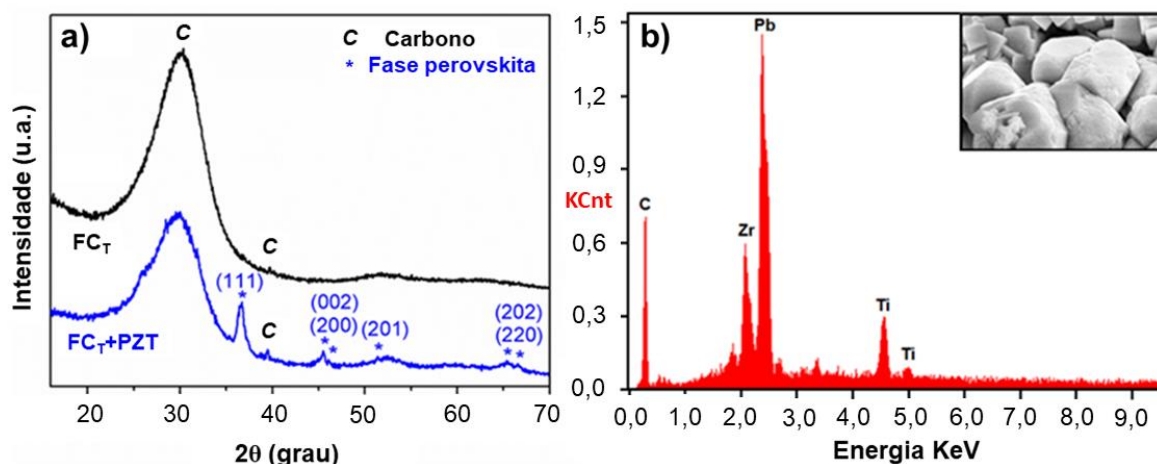 a)
C
C Carbono
* Fase perovskita
Intensidade (u.a.)
FC_T
C
(111)
(002)
(200)
(201)
(202)
(220)
* * * * * *
C
FC_T+PZT
20 30 40 50 60 70
2θ (grau)
b)
Pb
1,5
1,2
0,9
KCnt
C
Zr
0,6
0,3
Ti
Ti
0,0
0,0 1,0 2,0 3,0 4,0 5,0 6,0 7,0 8,0 9,0
Energia KeV